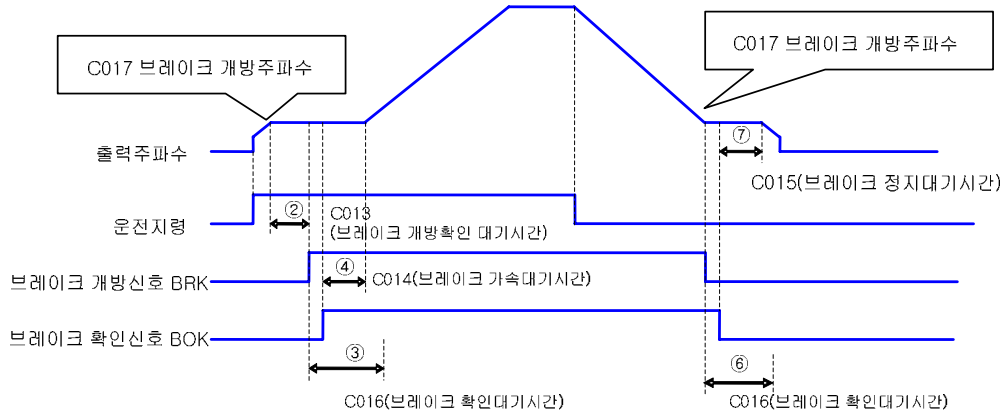 C017 브레이크 개방주파수
C017 브레이크 개방주파수
출력주파수
⑦
C015(브레이크 정지대기시간)
운전지령
②
C013
(브레이크 개방확인 대기시간)
브레이크 개방신호 BRK
④
C014(브레이크 가속대기시간)
브레이크 확인신호 BOK
③
C016(브레이크 확인대기시간)
⑥
C016(브레이크 확인대기시간)